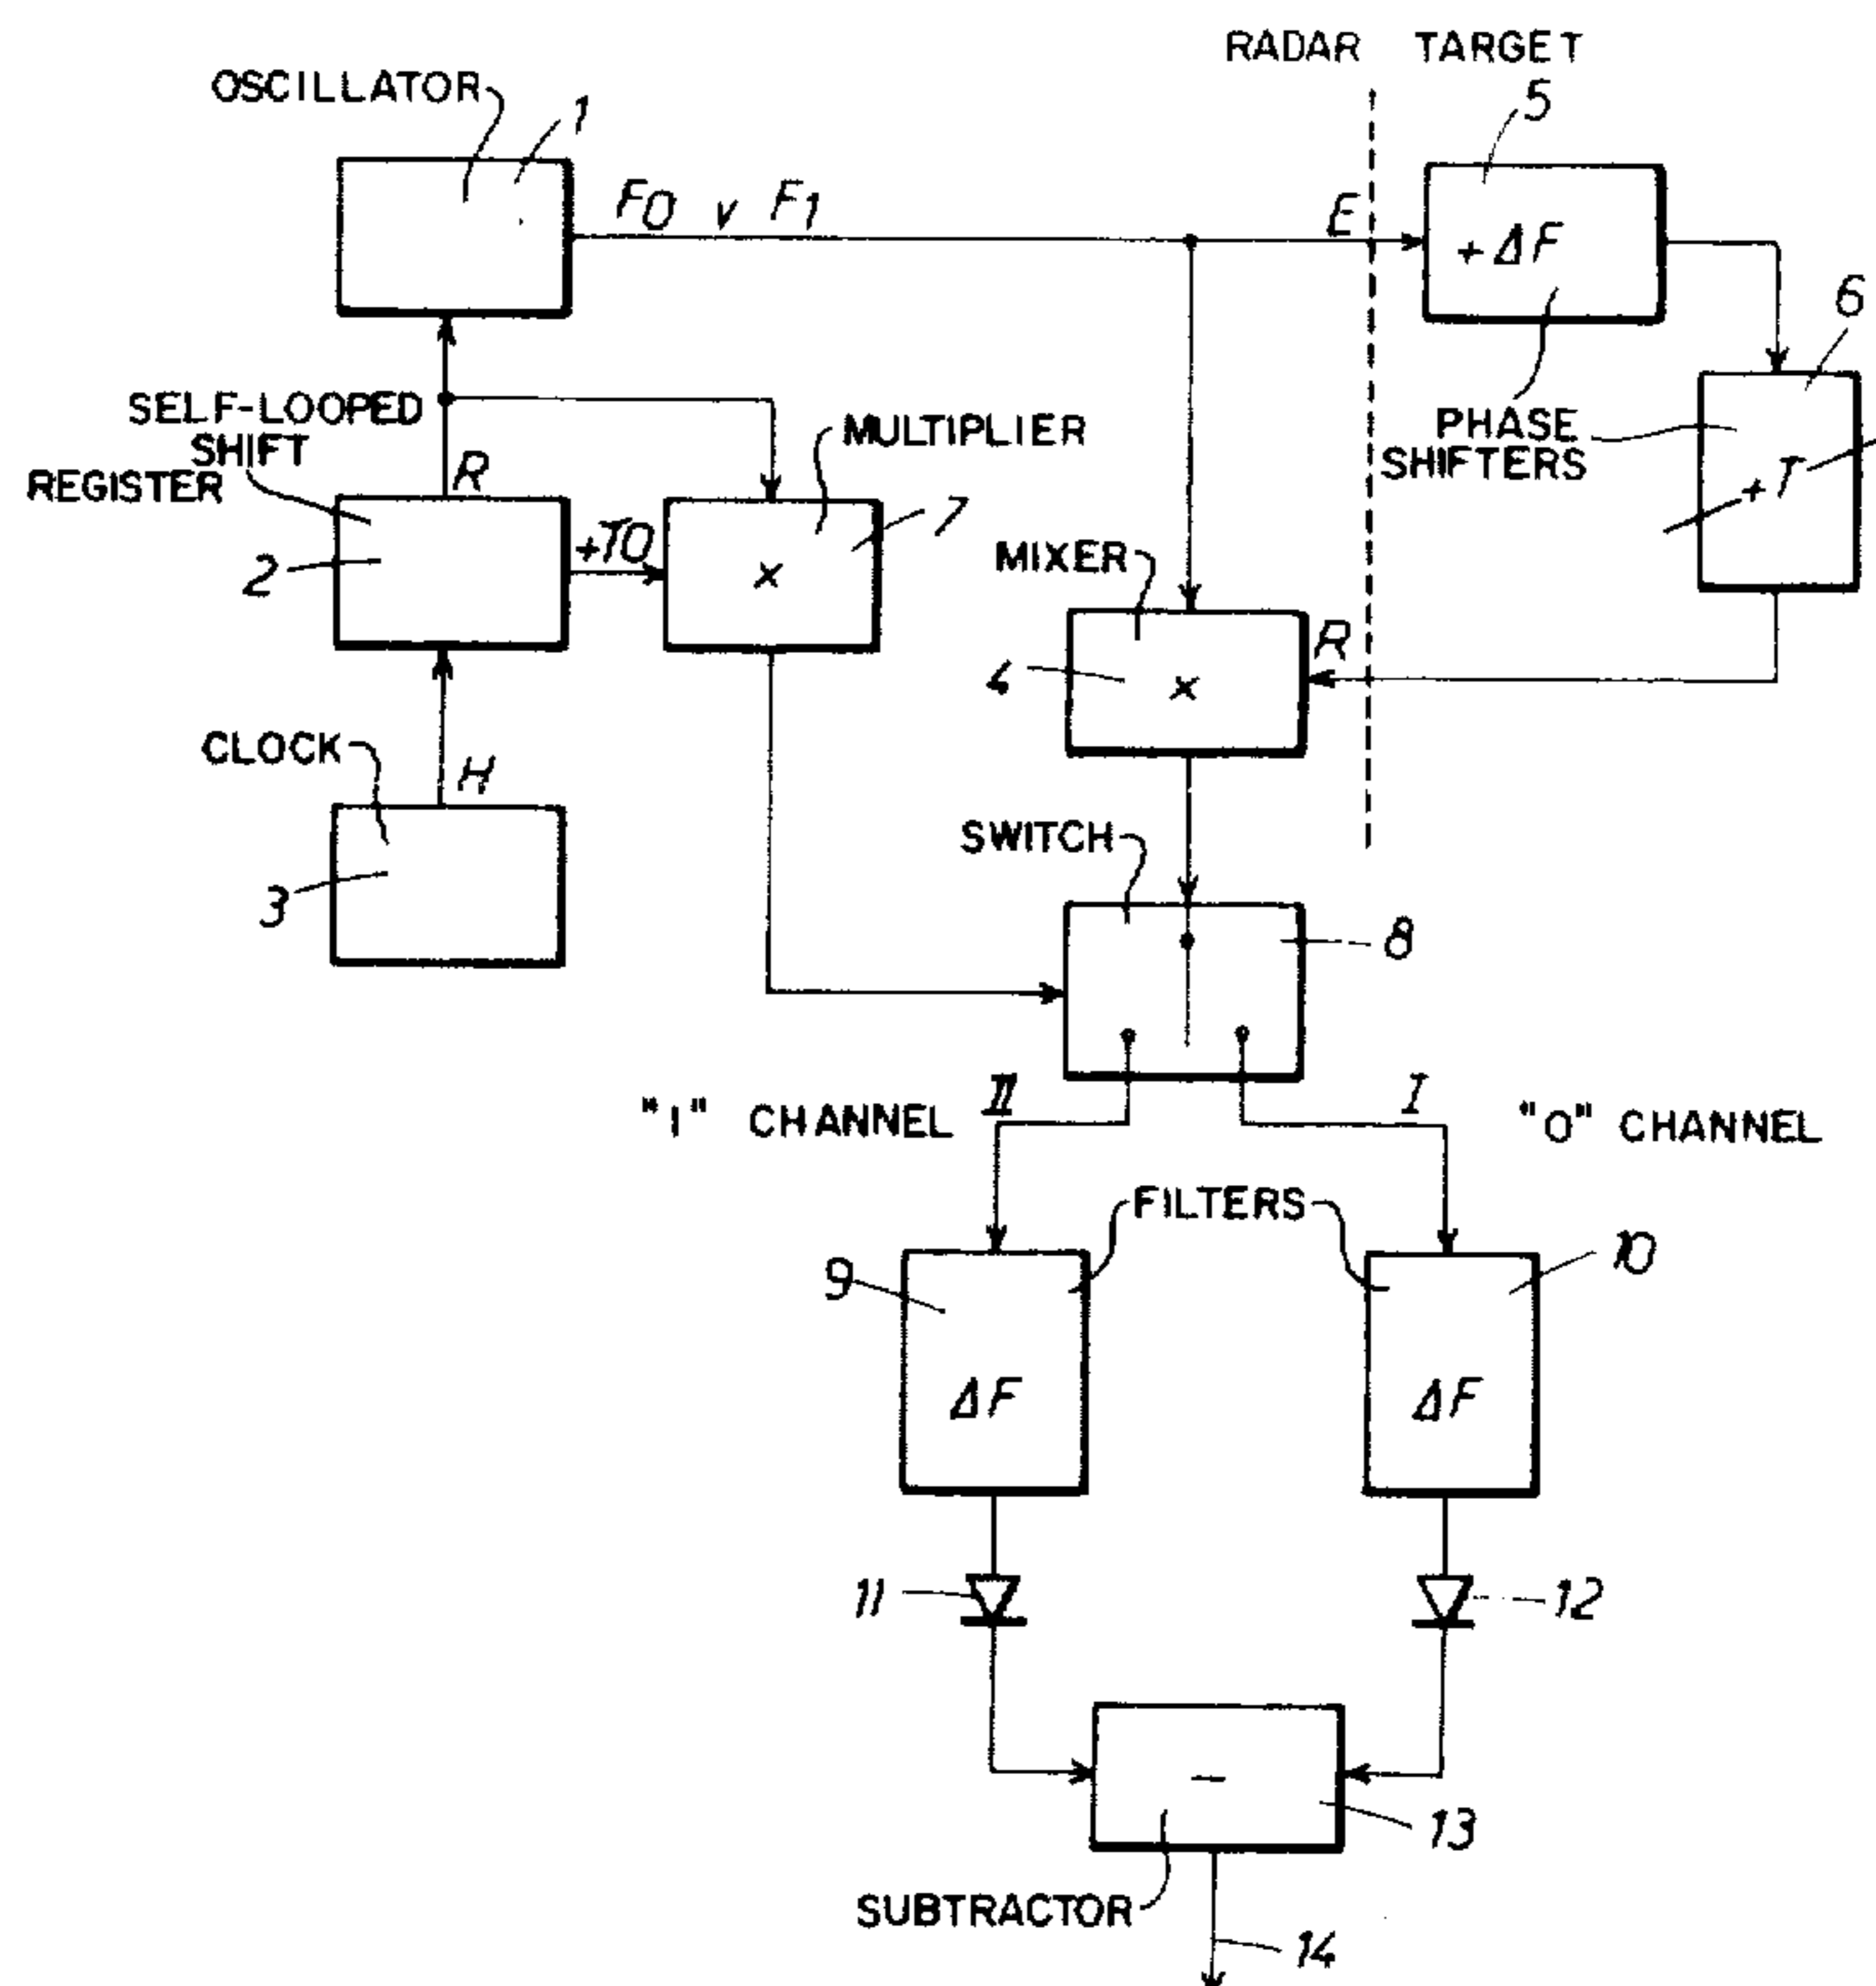 RADAR TARGET
OSCILLATOR
1
5
F0 v F1
E
+ ΔF
6
SELF-LOOPED
SHIFT
REGISTER
R
MULTIPLIER
PHASE
SHIFTERS
+ T
2
+T0
7
x
MIXER
R
4
x
CLOCK
H
3
SWITCH
8
"1" CHANNEL
II
I
"0" CHANNEL
FILTERS
9
10
ΔF
ΔF
11
12
-
13
SUBTRACTOR
14